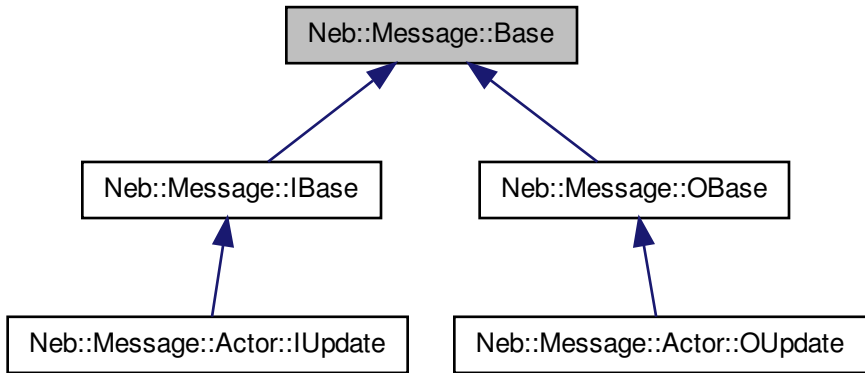 Neb::Message::Base
Neb::Message::IBase
Neb::Message::OBase
Neb::Message::Actor::IUpdate
Neb::Message::Actor::OUpdate